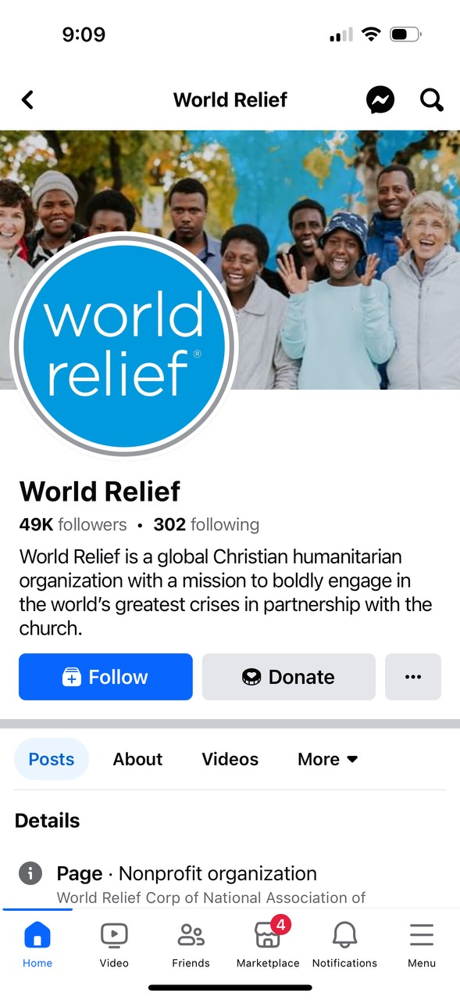 9:09
World Relief
world
relief®
World Relief
49K followers • 302 following
World Relief is a global Christian humanitarian
organization with a mission to boldly engage in
the world's greatest crises in partnership with the
church.
Follow Donate ...
Posts About Videos More
Details
Page · Nonprofit organization
World Relief Corp of National Association of
4
Home Video Friends Marketplace Notifications Menu